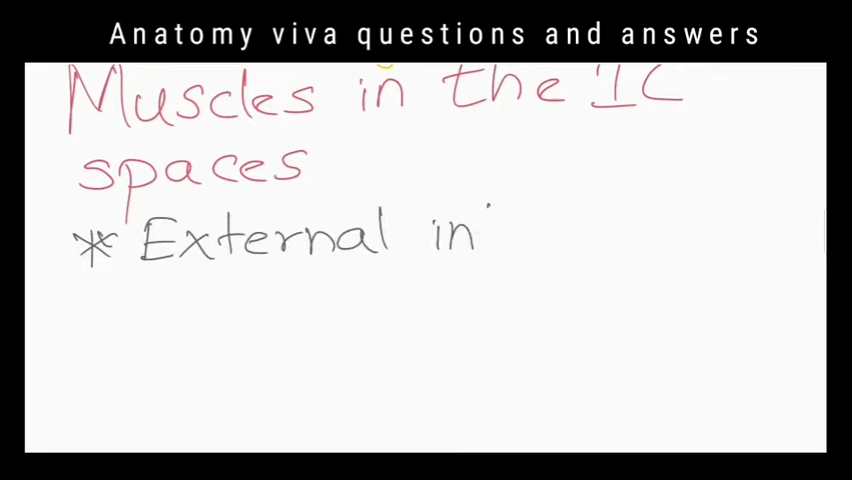 Anatomy viva questions and answers
Muscles in the IC
spaces
* External in